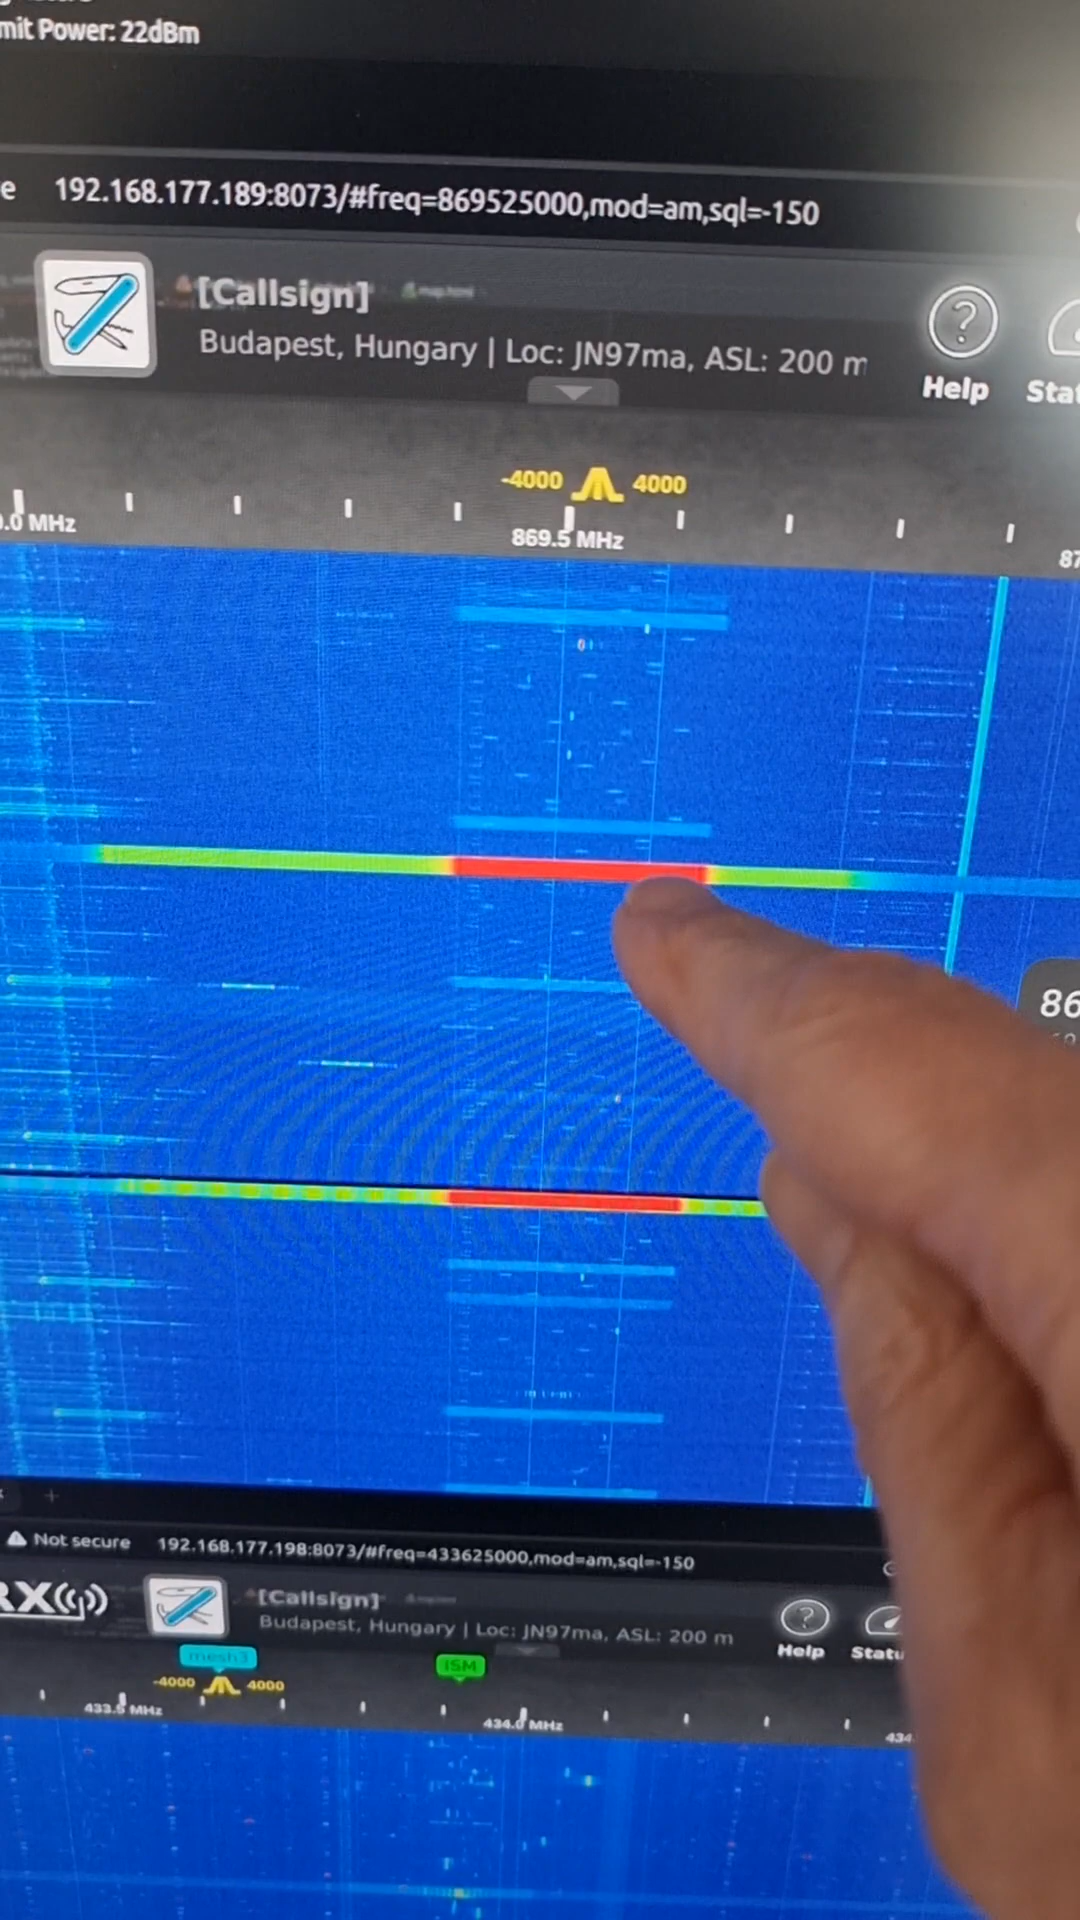 mit Power: 22dBm
e 192.168.177.189:8073/#freq=869525000,mod=am,sql=-150
[Callsign]
Budapest, Hungary | Loc: JN97ma, ASL: 200 m
Help Stat
-4000 4000
.0 MHz 869.5 MHz 87
86
Not secure 192.168.177.198:8073/#freq=433625000,mod=am,sql=-150
RX [Callsign]
Budapest, Hungary | Loc: JN97ma, ASL: 200 m
Help Statu
mesh3 ISM
-4000 4000
433.5 MHz 434.0 MHz 434